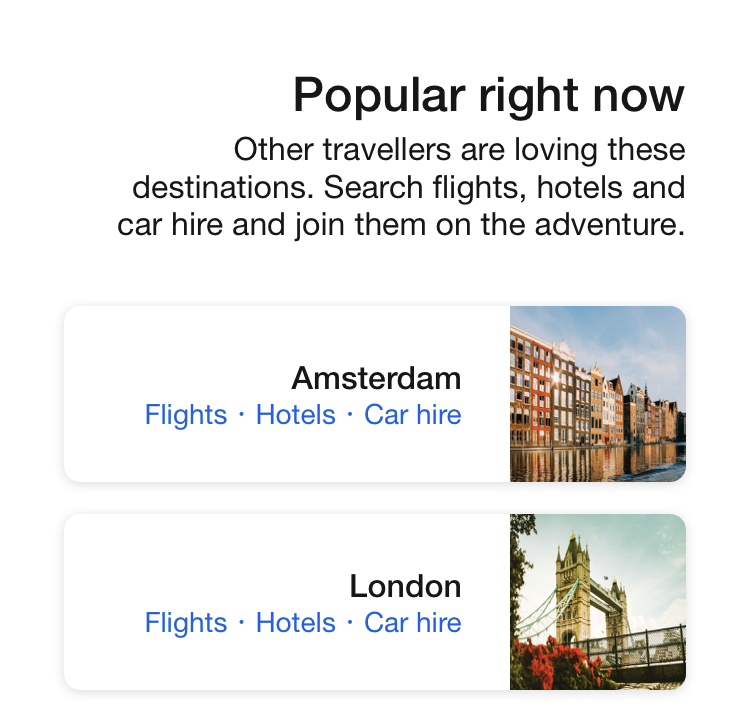 Popular right now
Other travellers are loving these
destinations. Search flights, hotels and
car hire and join them on the adventure.
Amsterdam
Flights · Hotels · Car hire
London
Flights · Hotels · Car hire